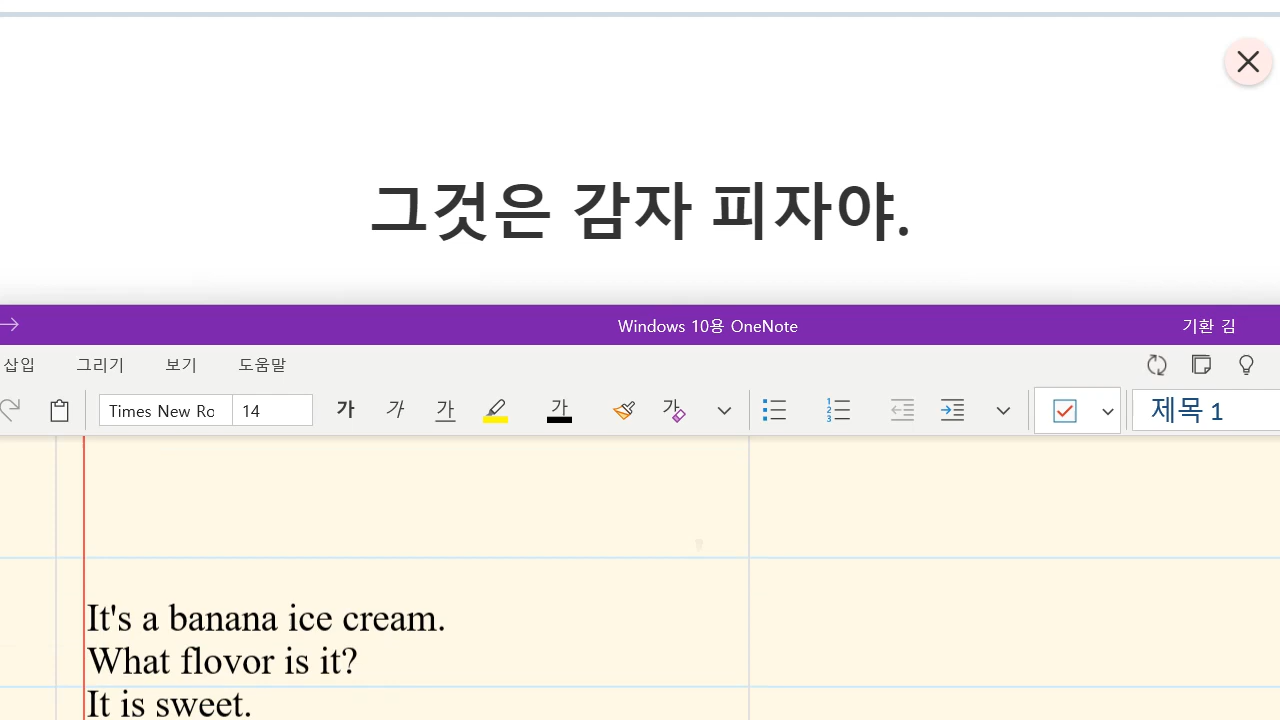 그것은 감자 피자야.
Windows 10용 OneNote
기환 김
삽입 그리기 보기 도움말
Times New Ro 14 가 가 가 가 가 제목 1
It's a banana ice cream.
What flovor is it?
It is sweet.